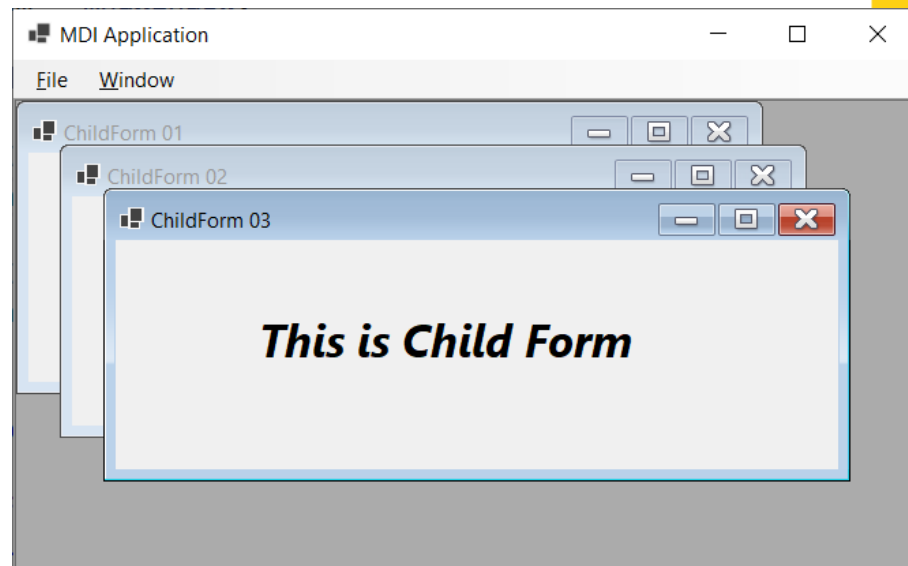 MDI Application
File Window
ChildForm 01
ChildForm 02
ChildForm 03
This is Child Form